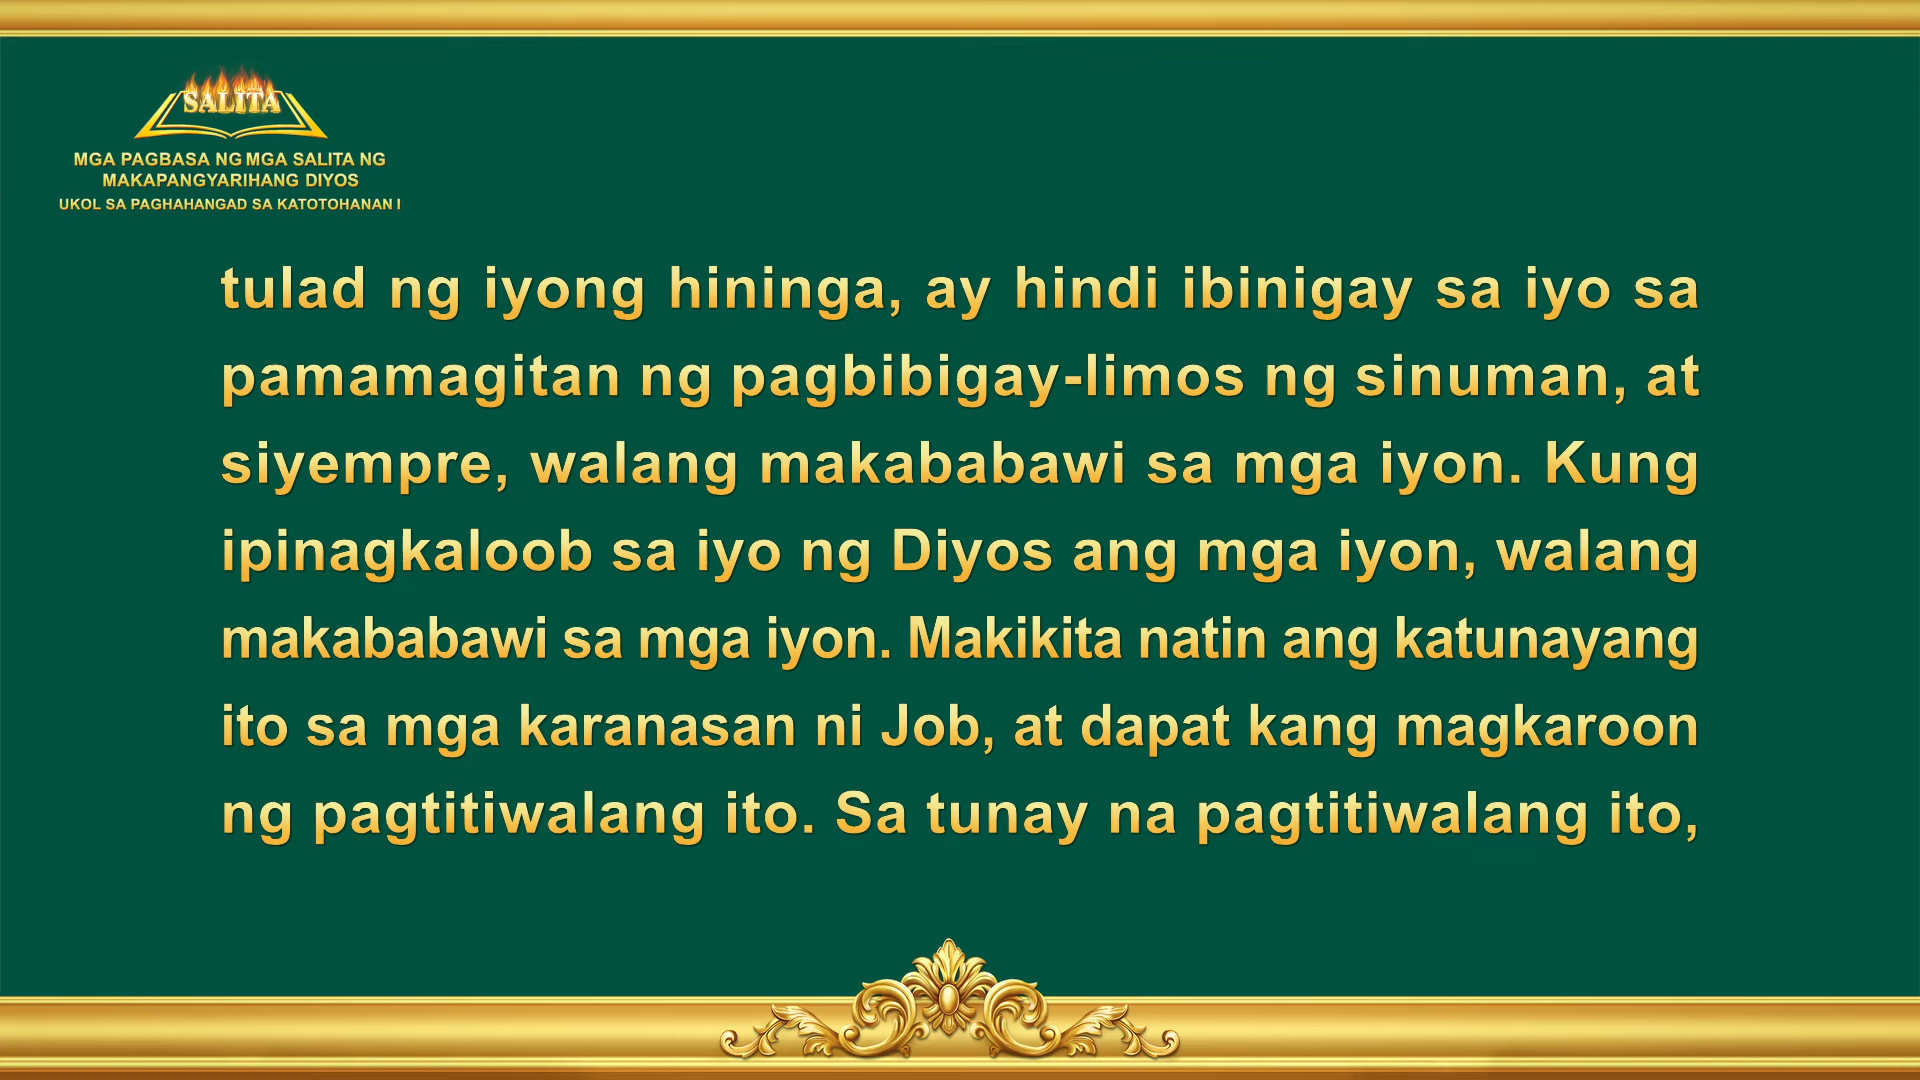 SALITA
MGA PAGBASA NG MGA SALITA NG
MAKAPANGYARIHANG DIYOS
UKOL SA PAGHAHANGAD SA KATOTOHANAN I
tulad ng iyong hininga, ay hindi ibinigay sa iyo sa
pamamagitan ng pagbibigay-limos ng sinuman, at
siyempre, walang makababawi sa mga iyon. Kung
ipinagkaloob sa iyo ng Diyos ang mga iyon, walang
makababawi sa mga iyon. Makikita natin ang katunayang
ito sa mga karanasan ni Job, at dapat kang magkaroon
ng pagtitiwalang ito. Sa tunay na pagtitiwalang ito,